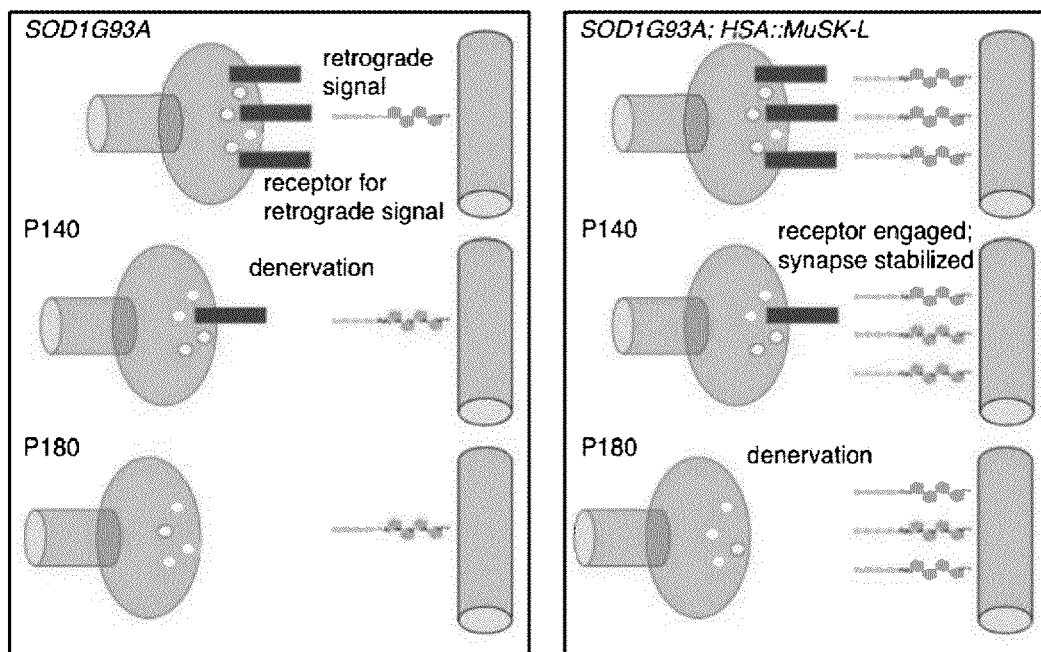 SOD1G93A
retrograde
signal
receptor for
retrograde signal
P140
denervation
P180
SOD1G93A; HSA::MuSK-L
P140
receptor engaged;
synapse stabilized
P180
denervation